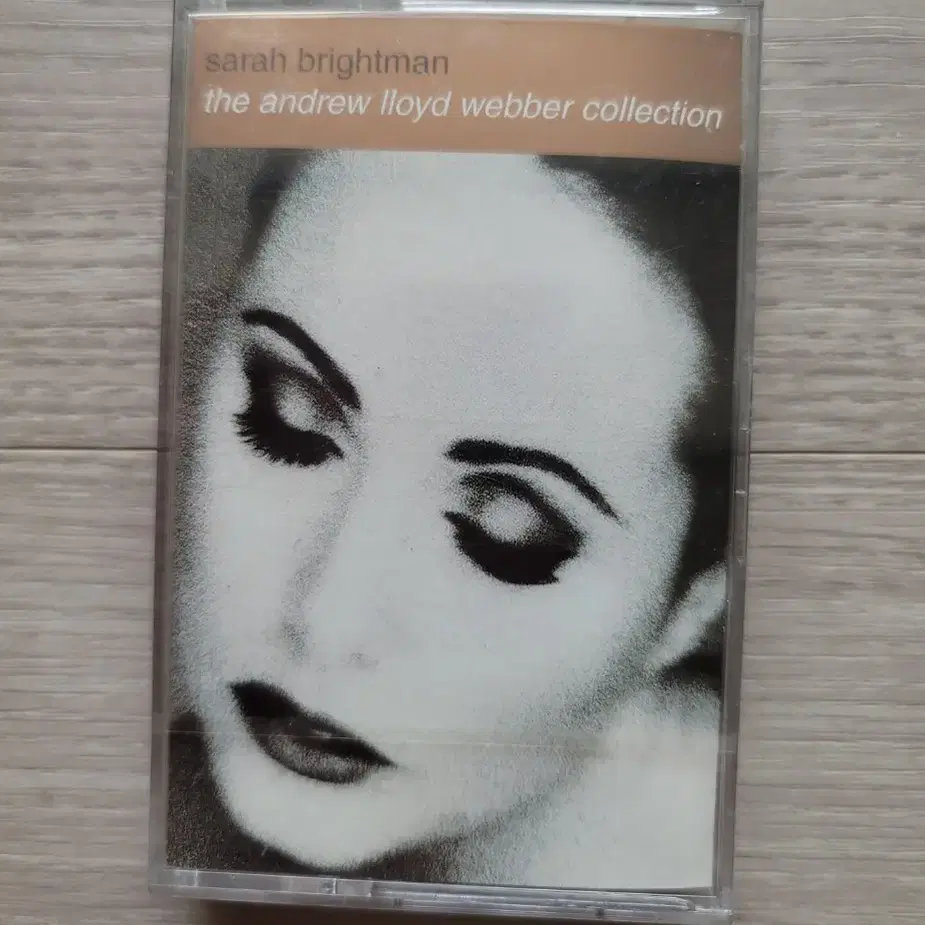 sarah brightman
the andrew lloyd webber collection